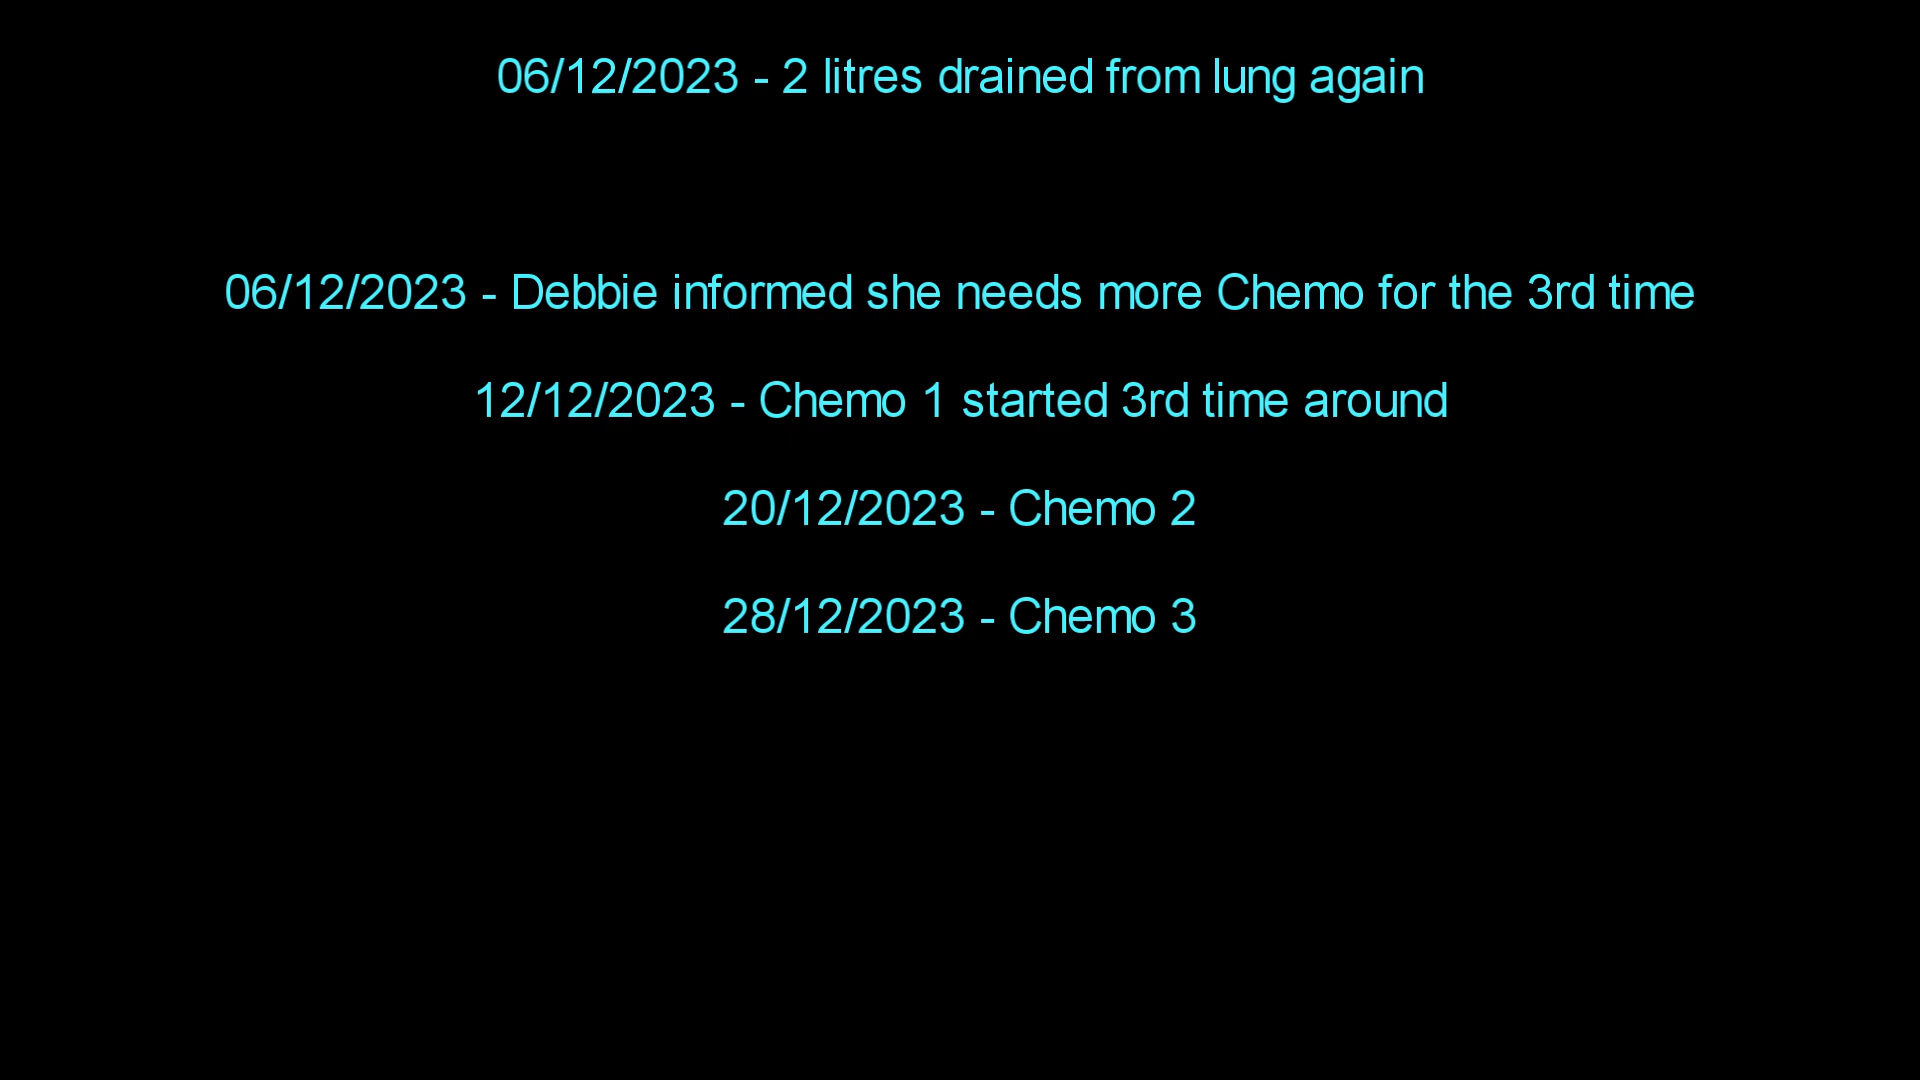 06/12/2023 - 2 litres drained from lung again
06/12/2023 - Debbie informed she needs more Chemo for the 3rd time
12/12/2023 - Chemo 1 started 3rd time around
20/12/2023 - Chemo 2
28/12/2023 - Chemo 3